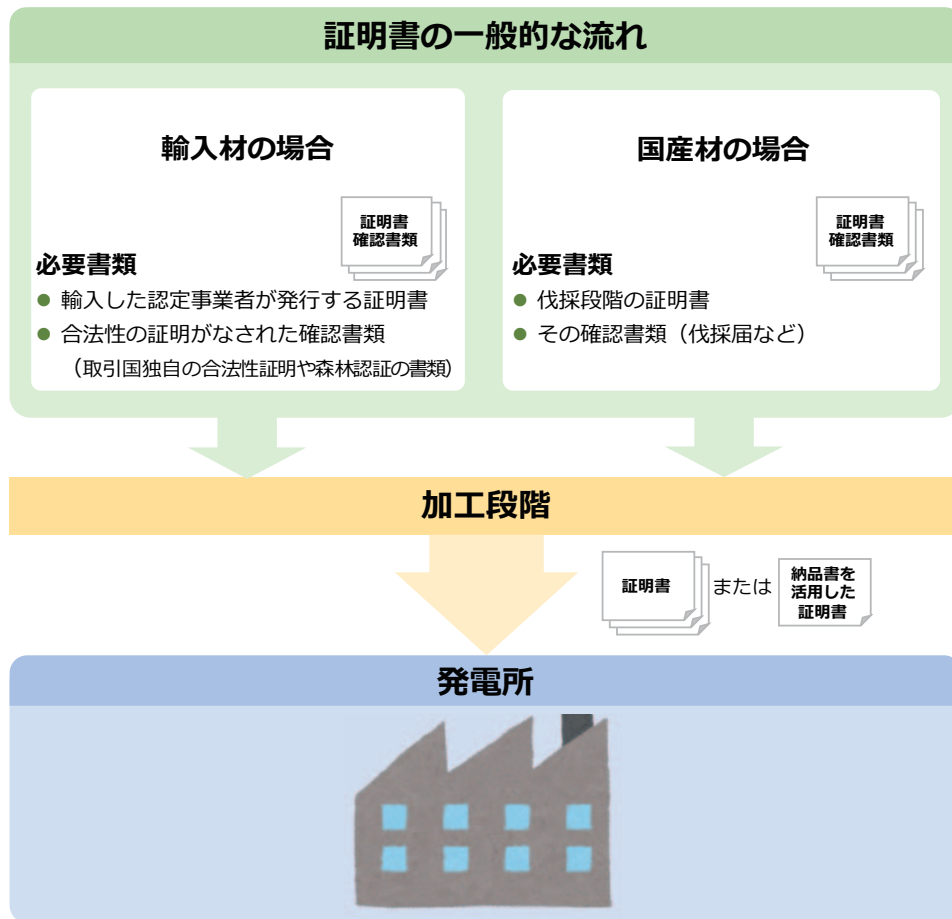 証明書の一般的な流れ
輸入材の場合
証明書
確認書類
必要書類
● 輸入した認定事業者が発行する証明書
● 合法性の証明がなされた確認書類
（取引国独自の合法性証明や森林認証の書類）
国産材の場合
証明書
確認書類
必要書類
● 伐採段階の証明書
● その確認書類（伐採届など）
加工段階
証明書
または
納品書を
活用した
証明書
発電所